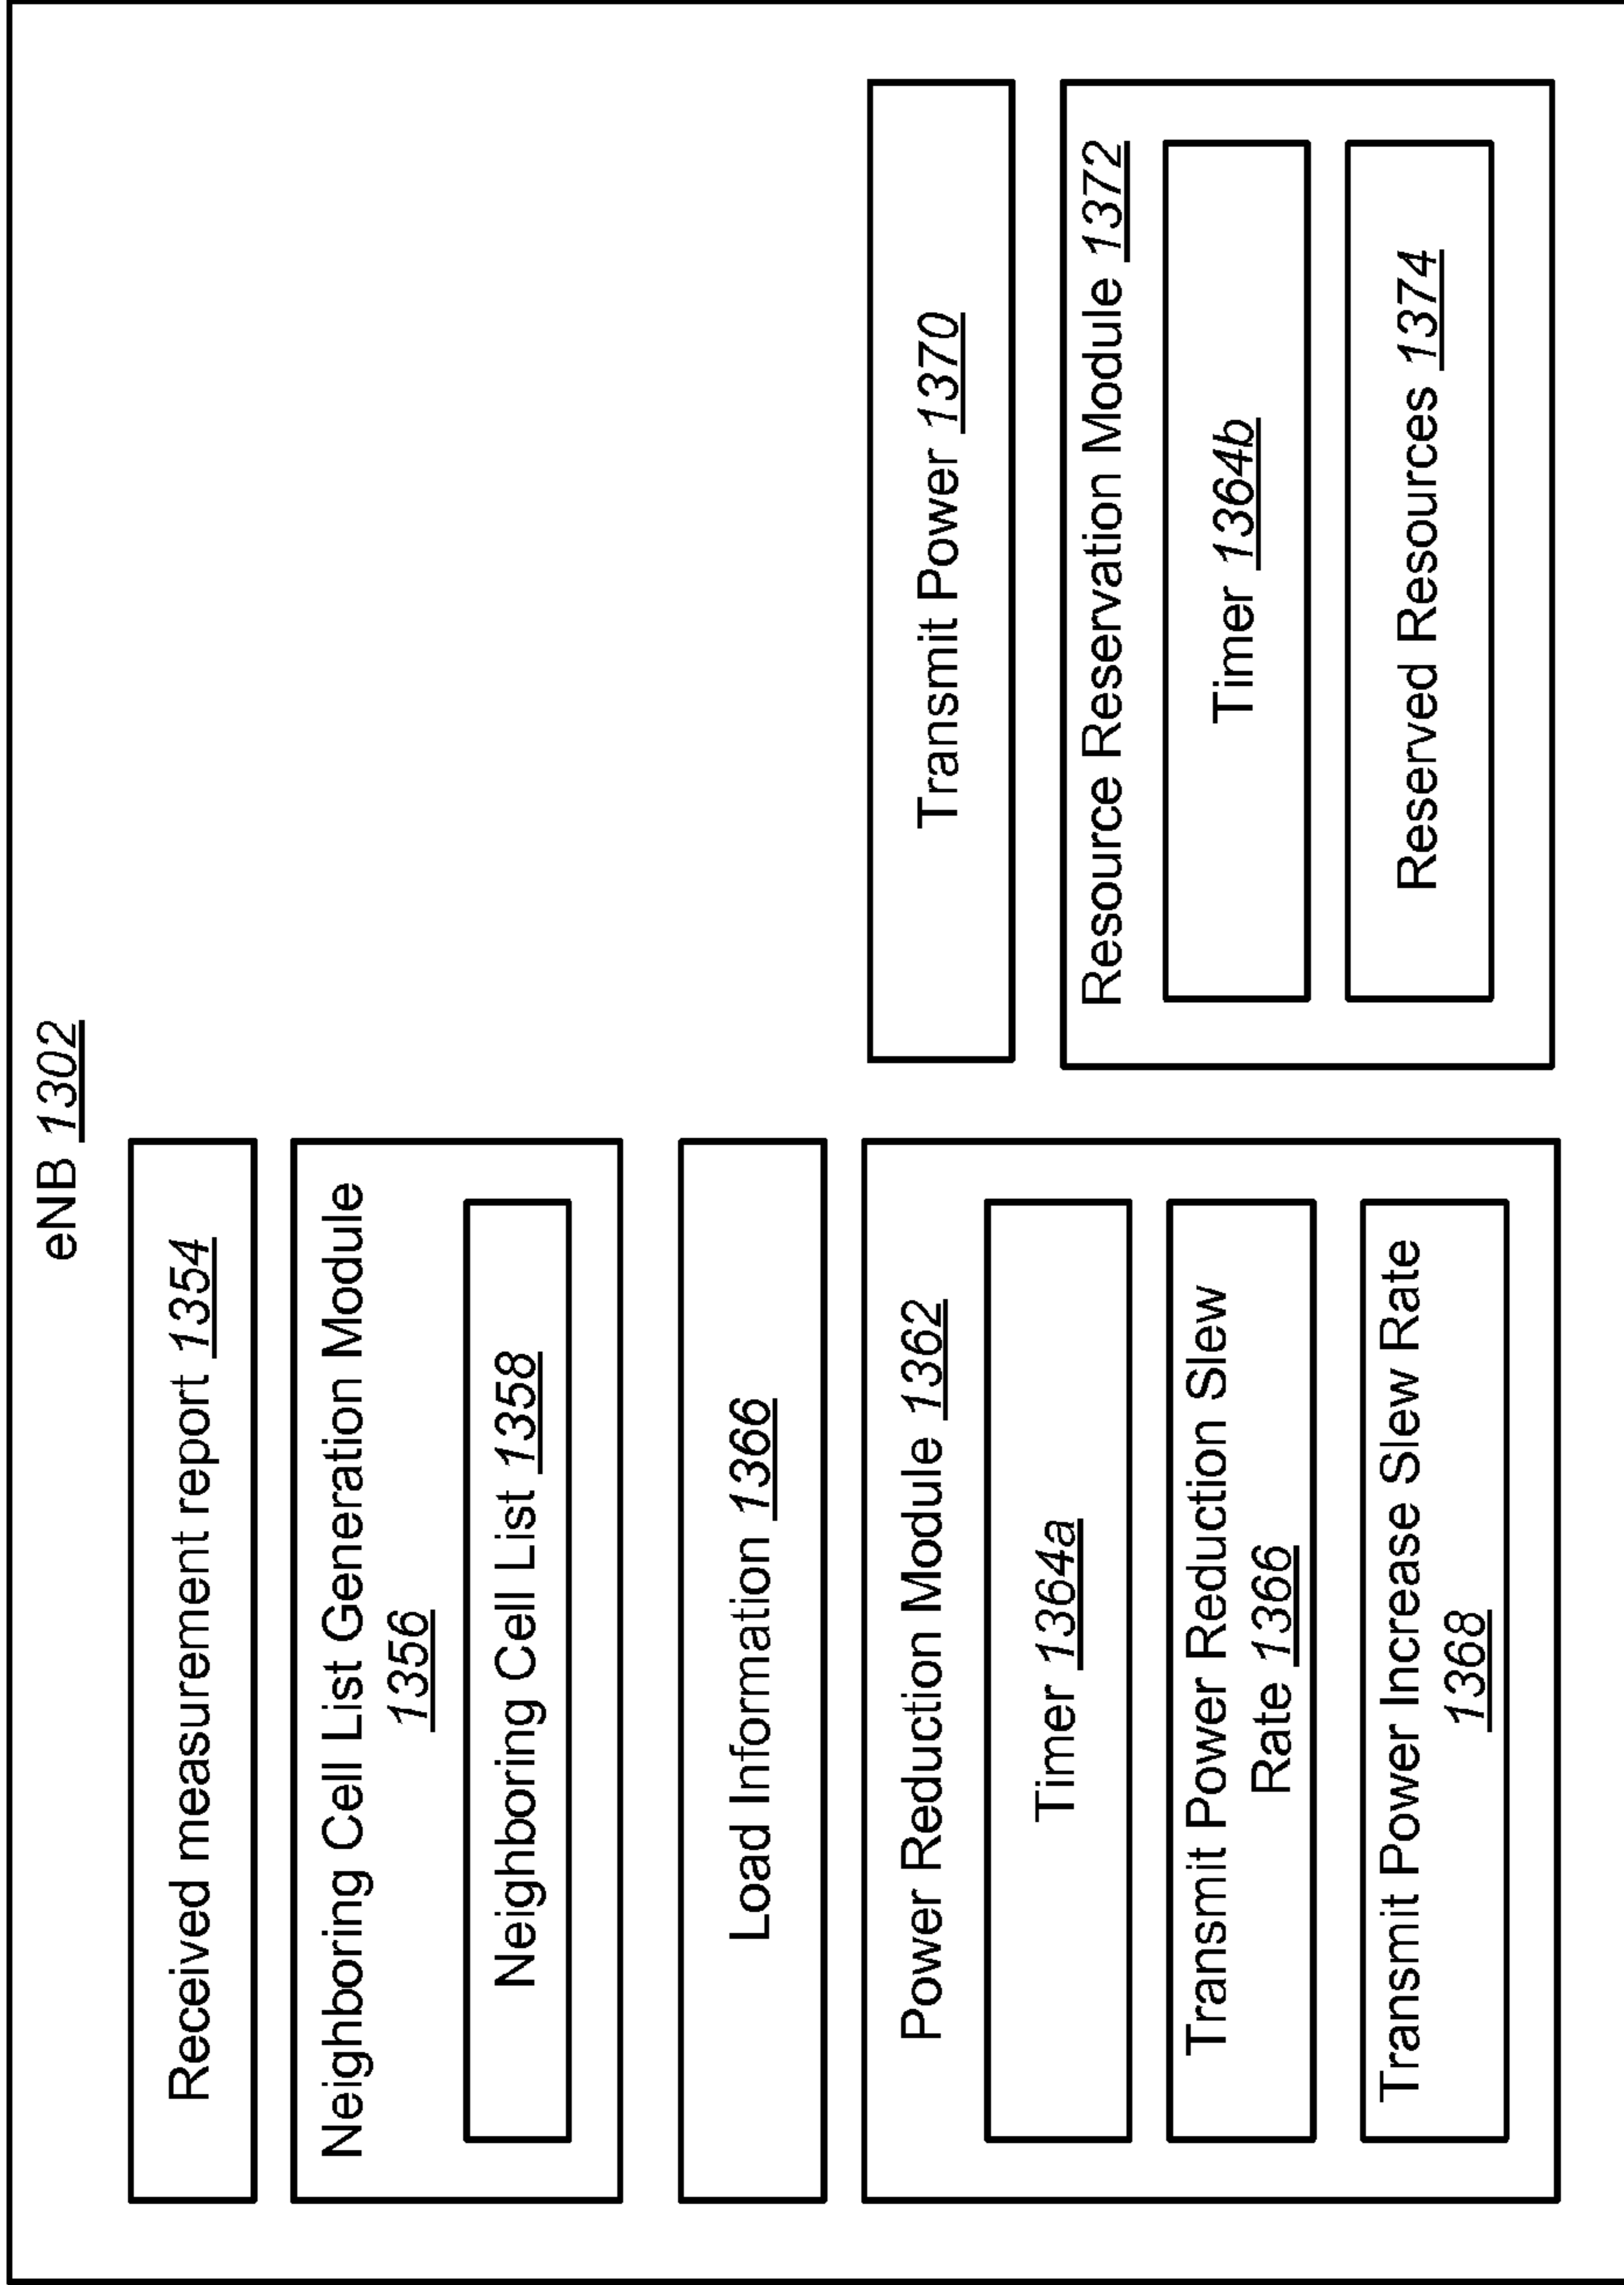 eNB 1302
Received measurement report 1354
Neighboring Cell List Generation Module
1356
Neighboring Cell List 1358
Load Information 1366
Power Reduction Module 1362
Timer 1364a
Transmit Power Reduction Slew
Rate 1366
Transmit Power Increase Slew Rate
1368
Transmit Power 1370
Resource Reservation Module 1372
Timer 1364b
Reserved Resources 1374